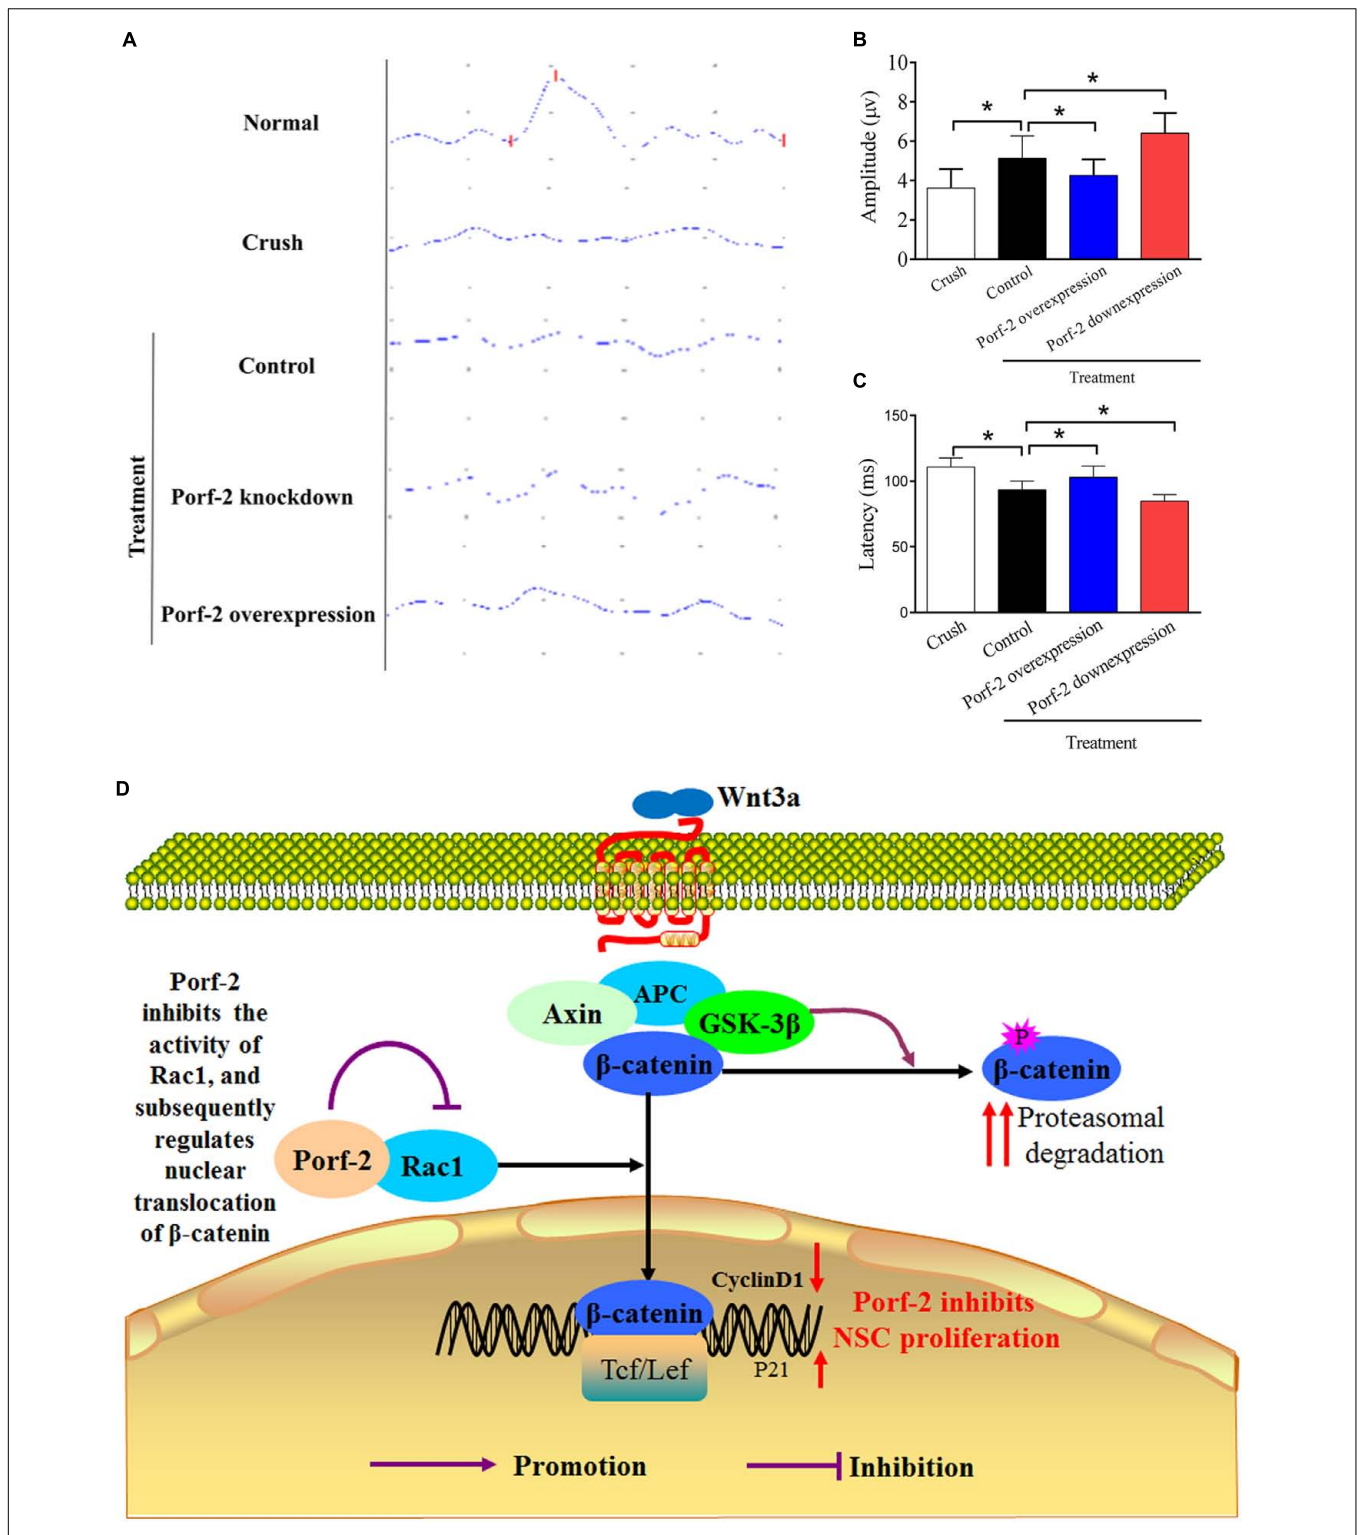 A
Normal
Crush
Control
Porf-2 knockdown
Porf-2 overexpression
Treatment
B
Amplitude (μv)
10
8
6
4
2
0
*
*
*
Crush
Control
Porf-2 overexpression
Porf-2 downexpression
Treatment
C
Latency (ms)
150
100
50
0
*
*
*
Crush
Control
Porf-2 overexpression
Porf-2 downexpression
Treatment
D
Wnt3a
Porf-2
inhibits the
activity of
Rac1, and
subsequently
regulates
nuclear
translocation
of β-catenin
APC
Axin
GSK-3β
β-catenin
P
β-catenin
Proteasomal
degradation
Porf-2
Rac1
CyclinD1
β-catenin
Tcf/Lef
P21
Porf-2 inhibits
NSC proliferation
Promotion
Inhibition